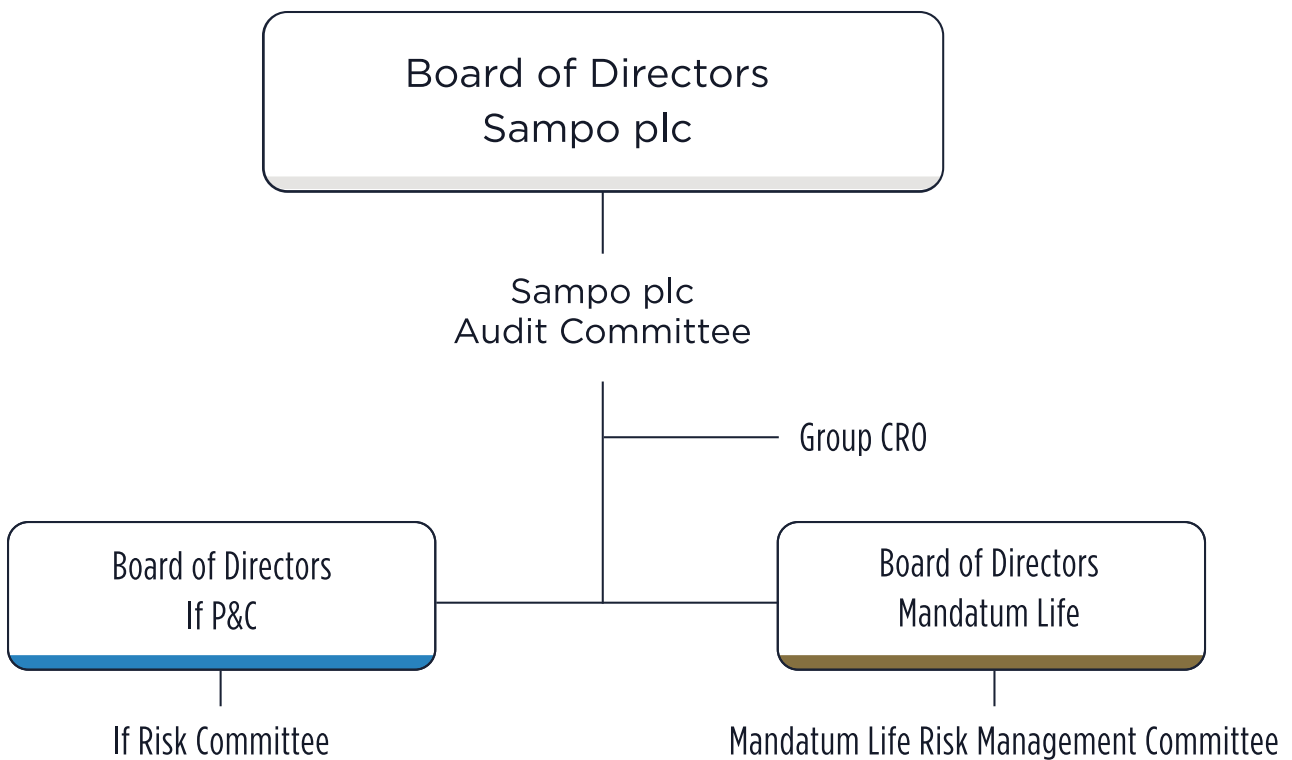 Board of Directors
Sampo plc
Sampo plc
Audit Committee
Group CRO
Board of Directors
If P&C
Board of Directors
Mandatum Life
If Risk Committee
Mandatum Life Risk Management Committee